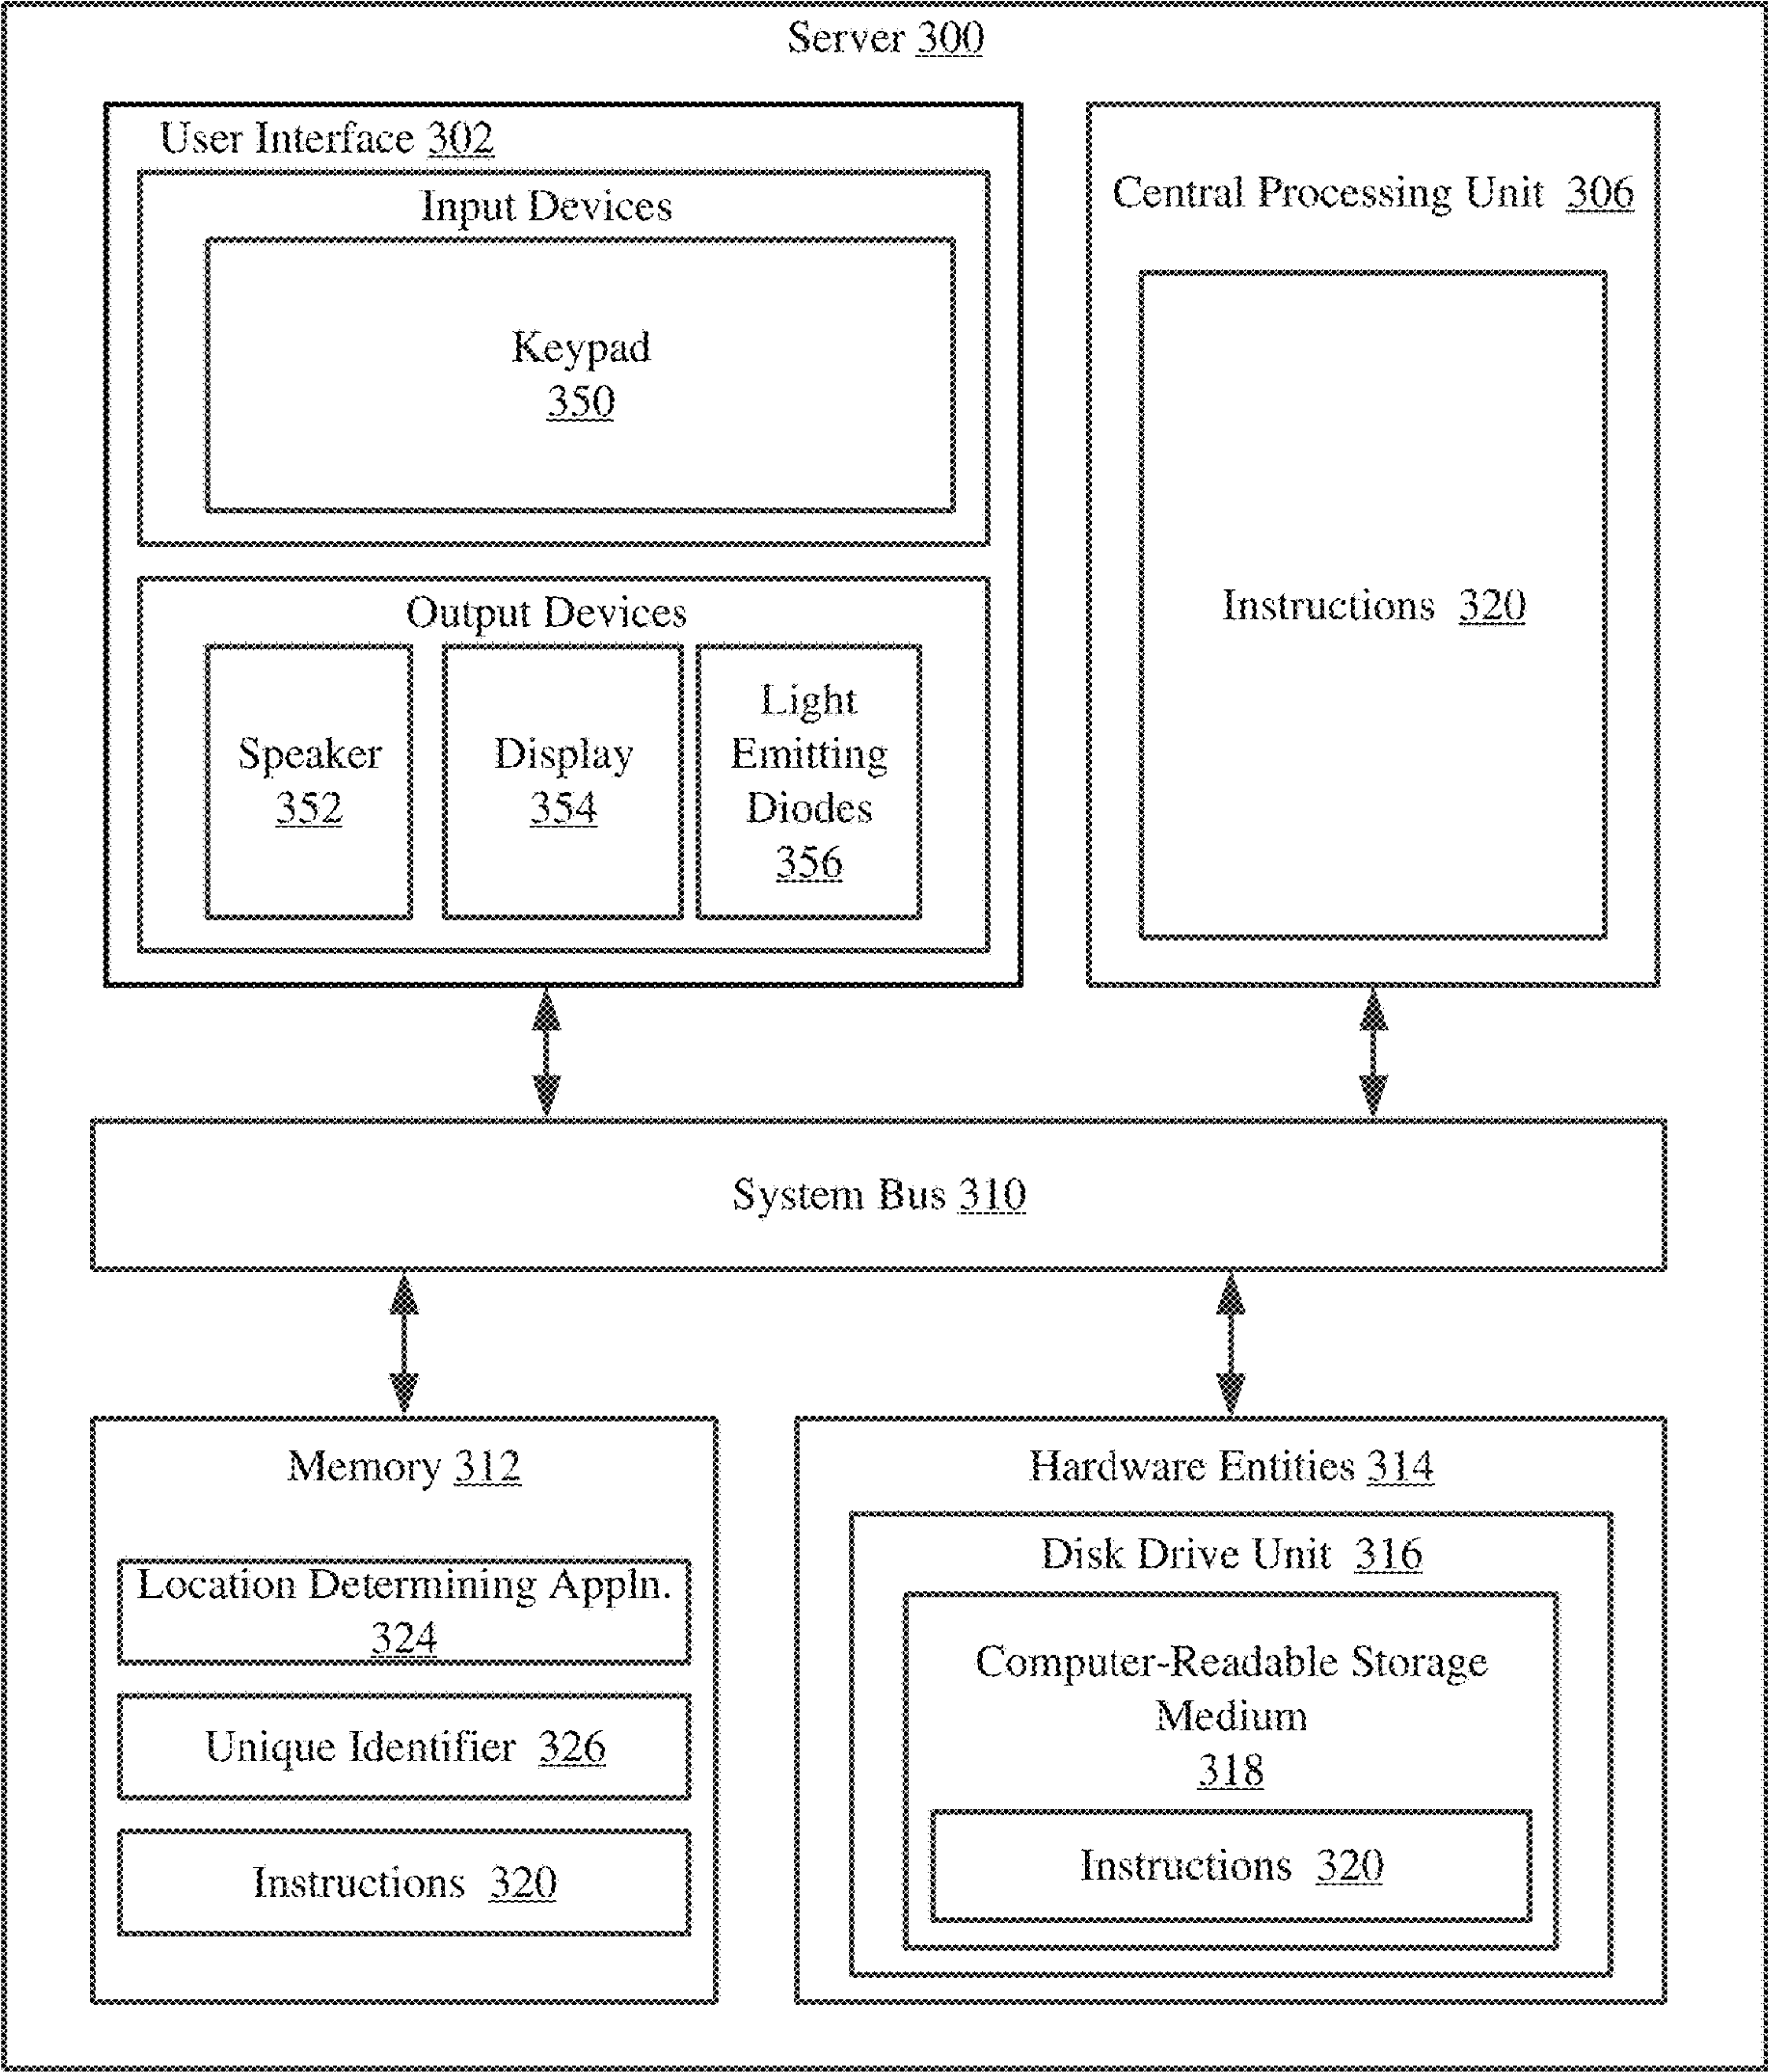 Server 300
User Interface 302
Input Devices
Keypad
350
Output Devices
Speaker
352
Display
354
Light
Emitting
Diodes
356
Central Processing Unit 306
Instructions 320
System Bus 310
Memory 312
Location Determining Appln.
324
Unique Identifier 326
Instructions 320
Hardware Entities 314
Disk Drive Unit 316
Computer-Readable Storage
Medium
318
Instructions 320